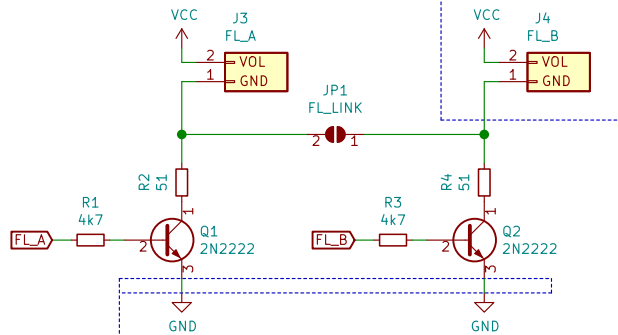 VCC
J3
FL_A
2
VOL
1
GND
VCC
J4
FL_B
2
VOL
1
GND
JP1
FL_LINK
2
1
R2
51
R4
51
R1
4k7
FL_A
1
2
3
Q1
2N2222
R3
4k7
FL_B
1
2
3
Q2
2N2222
GND
GND